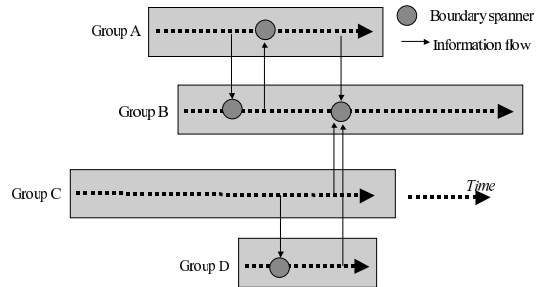 Group A
Boundary spanner
Information flow
Group B
Group C
Time
Group D